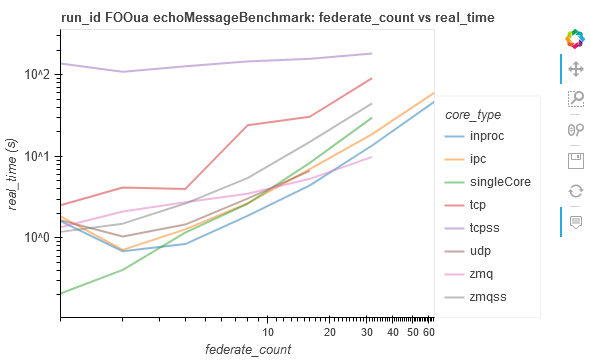 run_id FOOua echoMessageBenchmark: federate_count vs real_time
10^2
10^1
10^0
real_time (s)
10
20
30
40
50
60
federate_count
core_type
inproc
ipc
singleCore
tcp
tcpss
udp
zmq
zmqss